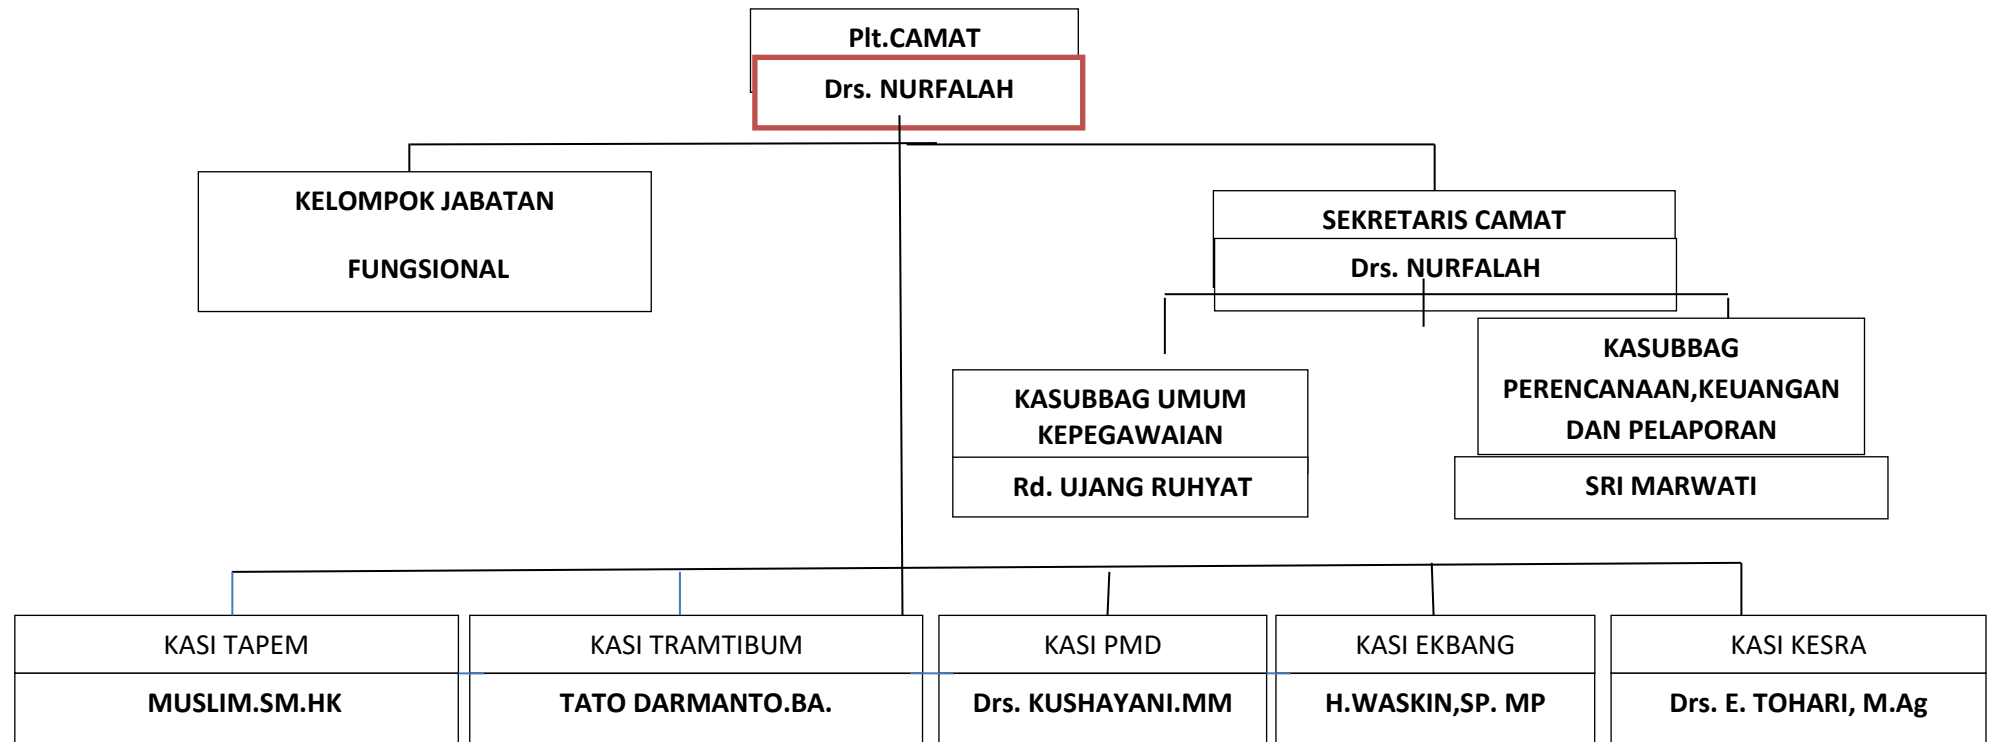 Plt.CAMAT
Drs. NURFALAH
KELOMPOK JABATAN
FUNGSIONAL
SEKRETARIS CAMAT
Drs. NURFALAH
KASUBBAG UMUM
KEPEGAWAIAN
Rd. UJANG RUHYAT
KASUBBAG
PERENCANAAN,KEUANGAN
DAN PELAPORAN
SRI MARWATI
KASI TAPEM
MUSLIM.SM.HK
KASI TRAMTIBUM
TATO DARMANTO.BA.
KASI PMD
Drs. KUSHAYANI.MM
KASI EKBANG
H.WASKIN,SP. MP
KASI KESRA
Drs. E. TOHARI, M.Ag